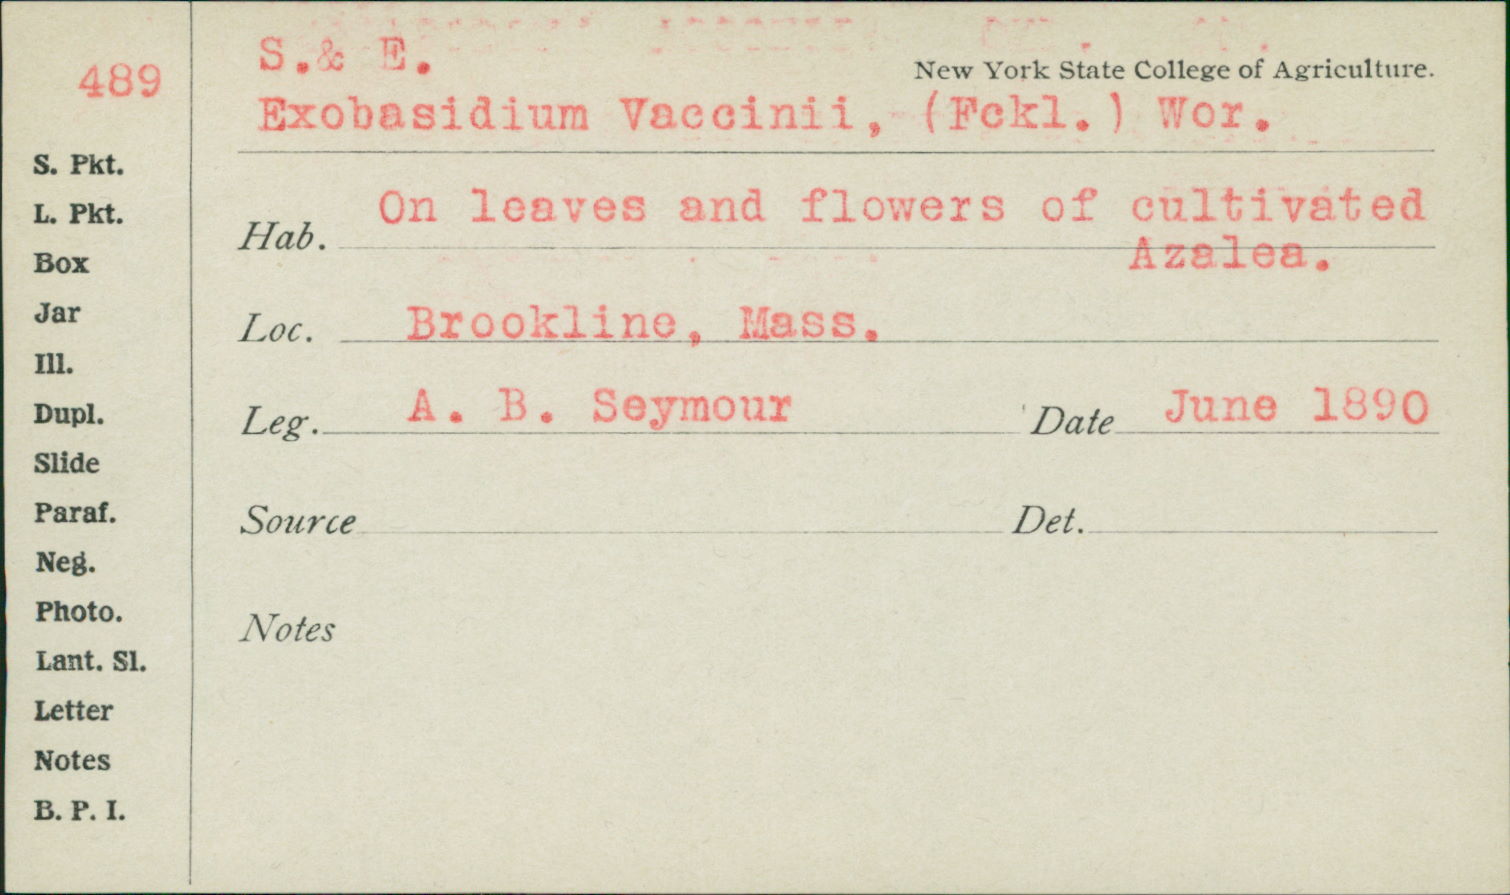 489
S. Pkt.
L. Pkt.
Box
Jar
Ill.
Dupl.
Slide
Paraf.
Neg.
Photo.
Lant. Sl.
Letter
Notes
B. P. I.
S.& E.
New York State College of Agriculture.
Exobasidium Vaccinii, (Fckl.) Wor.
Hab. On leaves and flowers of cultivated
Azalea.
Loc. Brookline, Mass.
Leg. A. B. Seymour Date June 1890
Source Det.
Notes